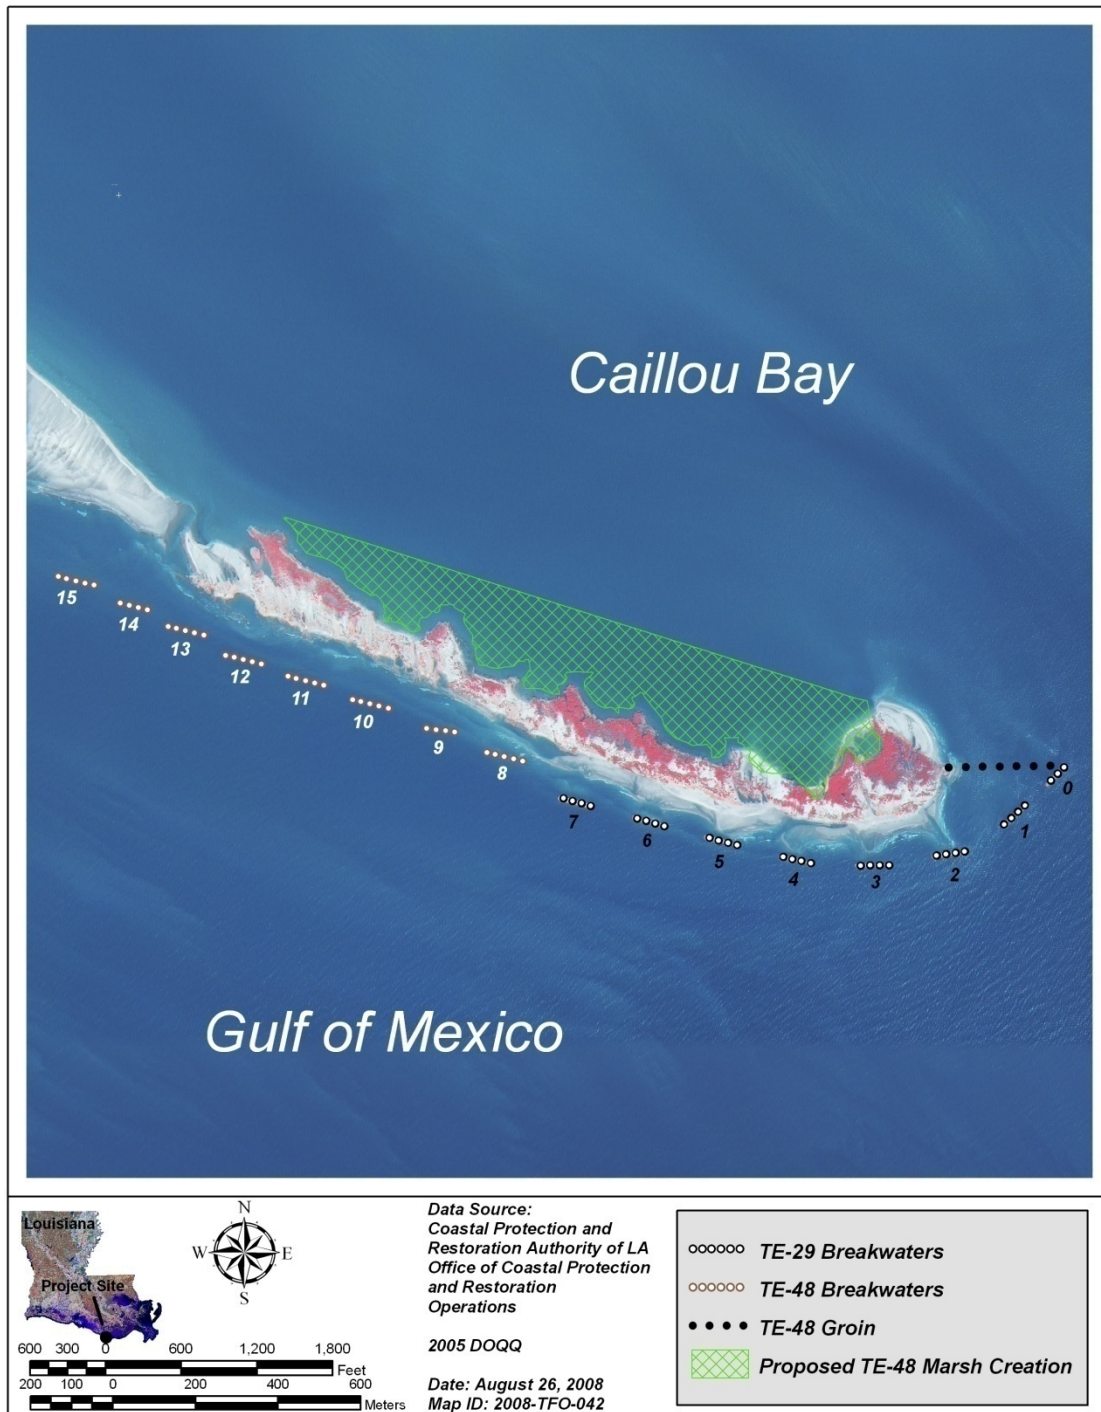 Caillou Bay
15
14
13
12
11
10
9
8
7
6
5
4
3
2
1
0
Gulf of Mexico
Louisiana
Project Site
N
W E
S
600 300 0 600 1,200 1,800
Feet
200 100 0 200 400 600
Meters
Data Source:
Coastal Protection and
Restoration Authority of LA
Office of Coastal Protection
and Restoration
Operations
2005 DOQQ
Date: August 26, 2008
Map ID: 2008-TFO-042
TE-29 Breakwaters
TE-48 Breakwaters
TE-48 Groin
Proposed TE-48 Marsh Creation